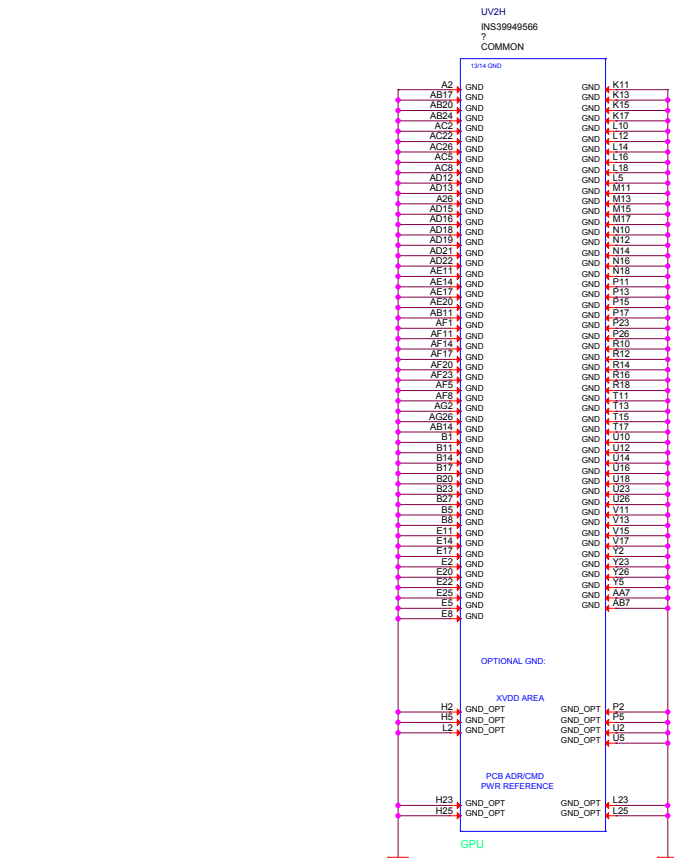 UV2H
INS39949566
?
COMMON
13/14 GND
A2 GND GND K11
AB17 GND GND K13
AB20 GND GND K15
AB24 GND GND K17
AC2 GND GND L10
AC22 GND GND L12
AC26 GND GND L14
AC5 GND GND L16
AC8 GND GND L18
AD12 GND GND L5
AD13 GND GND M11
A26 GND GND M13
AD15 GND GND M15
AD16 GND GND M17
AD18 GND GND N10
AD19 GND GND N12
AD21 GND GND N14
AD22 GND GND N16
AE11 GND GND N18
AE14 GND GND P11
AE17 GND GND P13
AE20 GND GND P15
AB11 GND GND P17
AF1 GND GND P23
AF11 GND GND P26
AF14 GND GND R10
AF17 GND GND R12
AF20 GND GND R14
AF23 GND GND R16
AF5 GND GND R18
AF8 GND GND T11
AG2 GND GND T13
AG26 GND GND T15
AB14 GND GND T17
B1 GND GND U10
B11 GND GND U12
B14 GND GND U14
B17 GND GND U16
B20 GND GND U18
B23 GND GND U23
B27 GND GND U26
B5 GND GND V11
B8 GND GND V13
E11 GND GND V15
E14 GND GND V17
E17 GND GND Y2
E2 GND GND Y23
E20 GND GND Y26
E22 GND GND Y5
E25 GND GND AA7
E5 GND GND AB7
E8 GND
OPTIONAL GND:
XVDD AREA
H2 GND_OPT GND_OPT P2
H5 GND_OPT GND_OPT P5
L2 GND_OPT GND_OPT U2
GND_OPT U5
PCB ADR/CMD
PWR REFERENCE
H23 GND_OPT GND_OPT L23
H25 GND_OPT GND_OPT L25
GPU